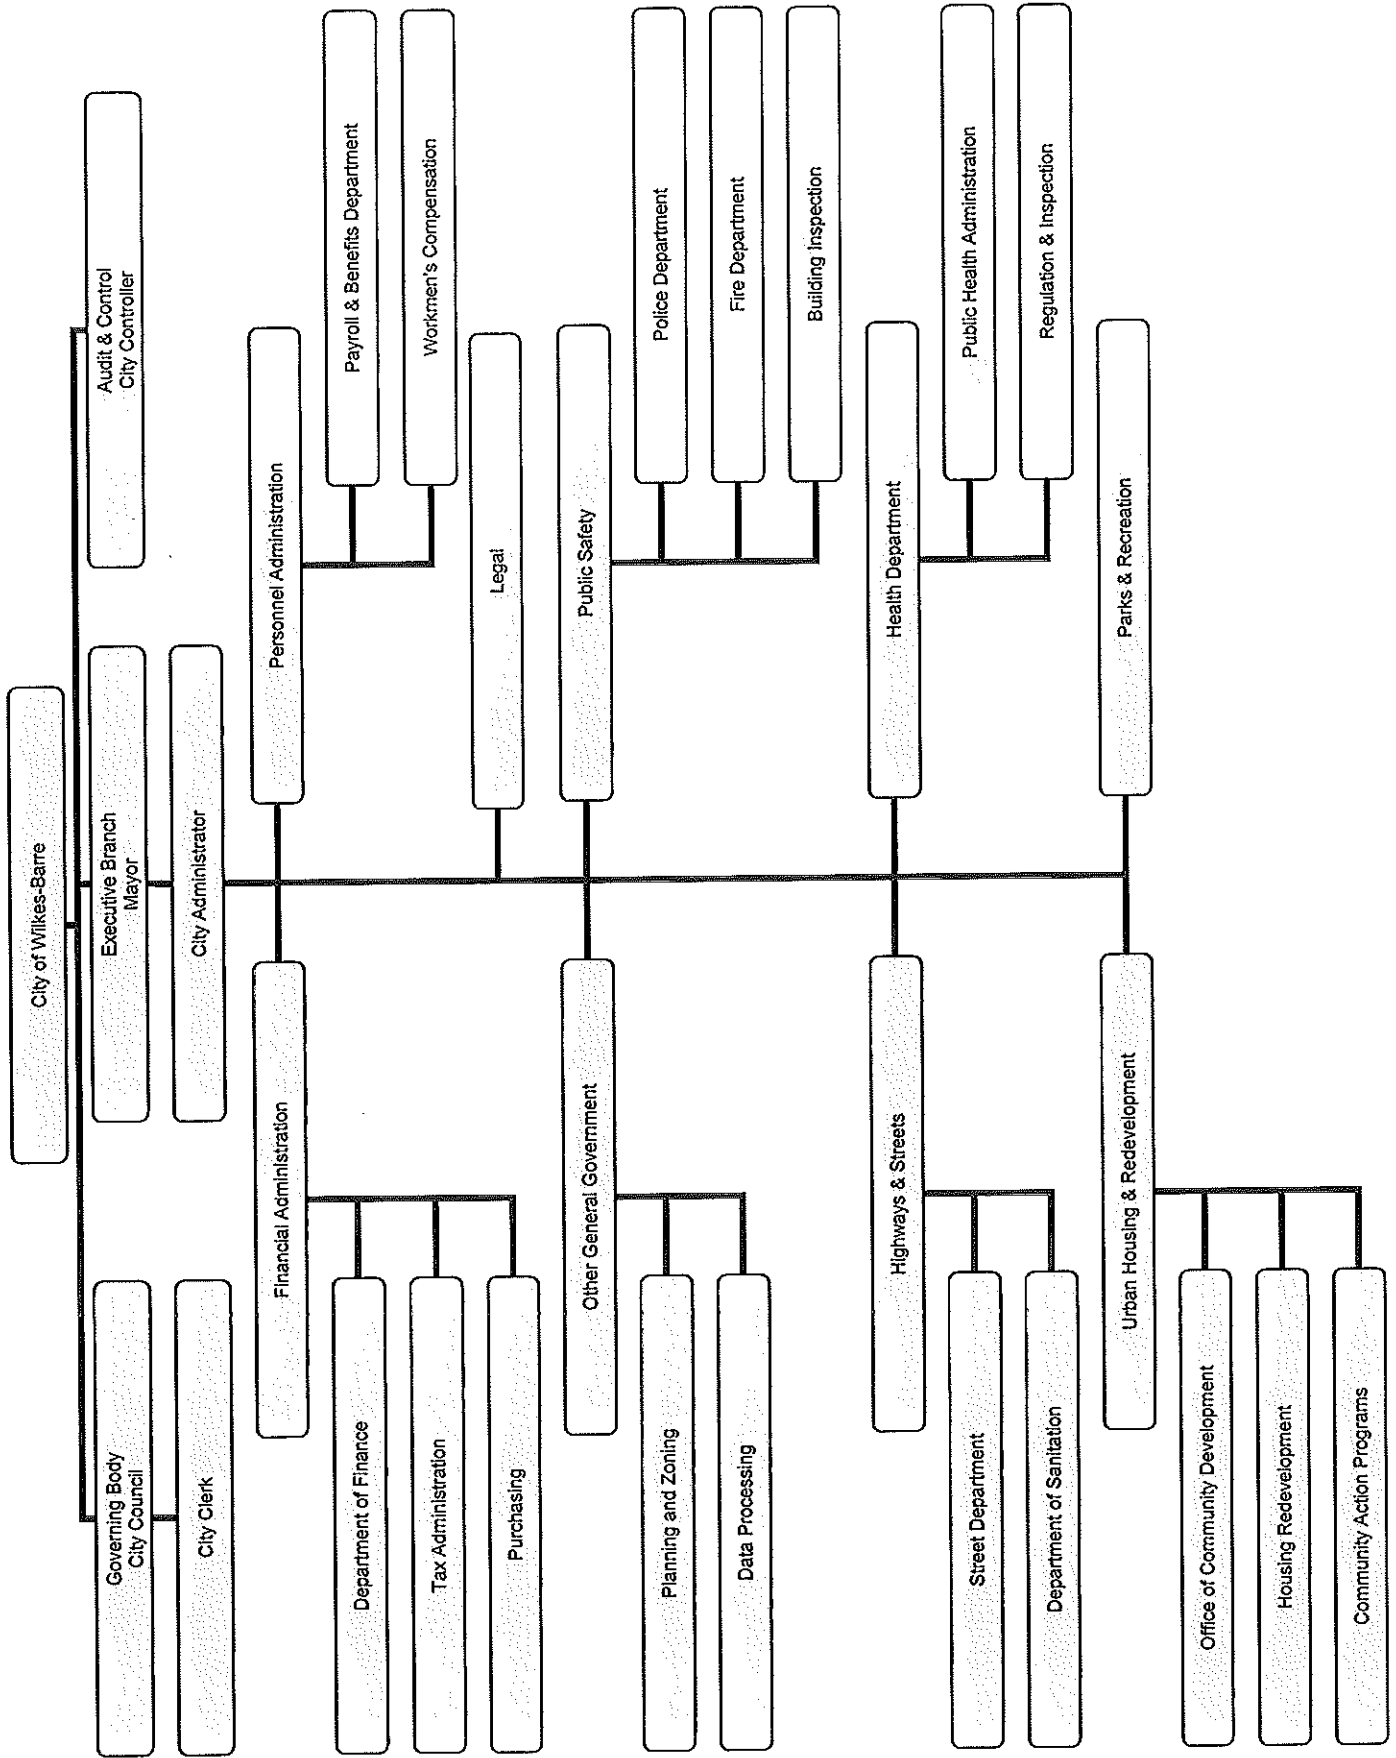 City of Wilkes-Barre
Governing Body
City Council
Executive Branch
Mayor
Audit & Control
City Controller
City Clerk
City Administrator
Financial Administration
Personnel Administration
Department of Finance
Payroll & Benefits Department
Tax Administration
Workmen's Compensation
Purchasing
Legal
Other General Government
Public Safety
Planning and Zoning
Police Department
Data Processing
Fire Department
Building Inspection
Highways & Streets
Health Department
Street Department
Public Health Administration
Department of Sanitation
Regulation & Inspection
Urban Housing & Redevelopment
Parks & Recreation
Office of Community Development
Housing Redevelopment
Community Action Programs